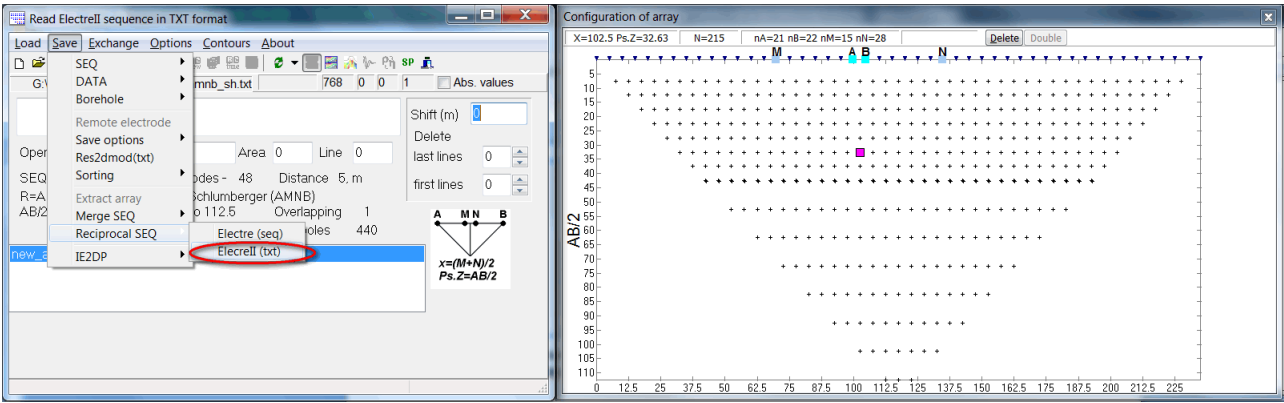 Read ElectreII sequence in TXT format
Load Save Exchange Options Contours About
SP
G:\ mnb_sh.txt 768 0 0 1 Abs. values
SEQ
DATA
Borehole
Remote electrode
Save options
Res2dmod(txt)
Sorting
Extract array
Merge SEQ
Reciprocal SEQ
IE2DP
Electre (seq)
ElecreII (txt)
Shift (m) 0
Delete
last lines 0
first lines 0
Oper Area 0 Line 0
SEQ odes - 48 Distance 5, m
R=A chlumberger (AMNB)
AB/2 o 112.5 Overlapping 1
oles 440
new_a
A M N B
x=(M+N)/2
Ps.Z=AB/2
Configuration of array
X=102.5 Ps.Z=32.63 N=215 nA=21 nB=22 nM=15 nN=28 Delete Double
M A B N
AB/2
5
10
15
20
25
30
35
40
45
50
55
60
65
70
75
80
85
90
95
100
105
110
0 12.5 25 37.5 50 62.5 75 87.5 100 112.5 125 137.5 150 162.5 175 187.5 200 212.5 225